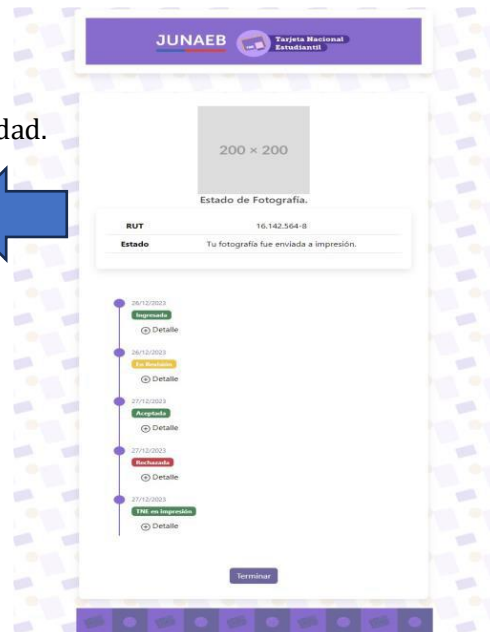 JUNAEB
TNE
Tarjeta Nacional
Estudiantil
dad.
200 × 200
Estado de Fotografía.
RUT 16.142.564-8
Estado Tu fotografía fue enviada a impresión.
26/12/2023
Ingresada
Detalle
26/12/2023
En Revisión
Detalle
27/12/2023
Aceptada
Detalle
27/12/2023
Rechazada
Detalle
27/12/2023
TNE en impresión
Detalle
Terminar